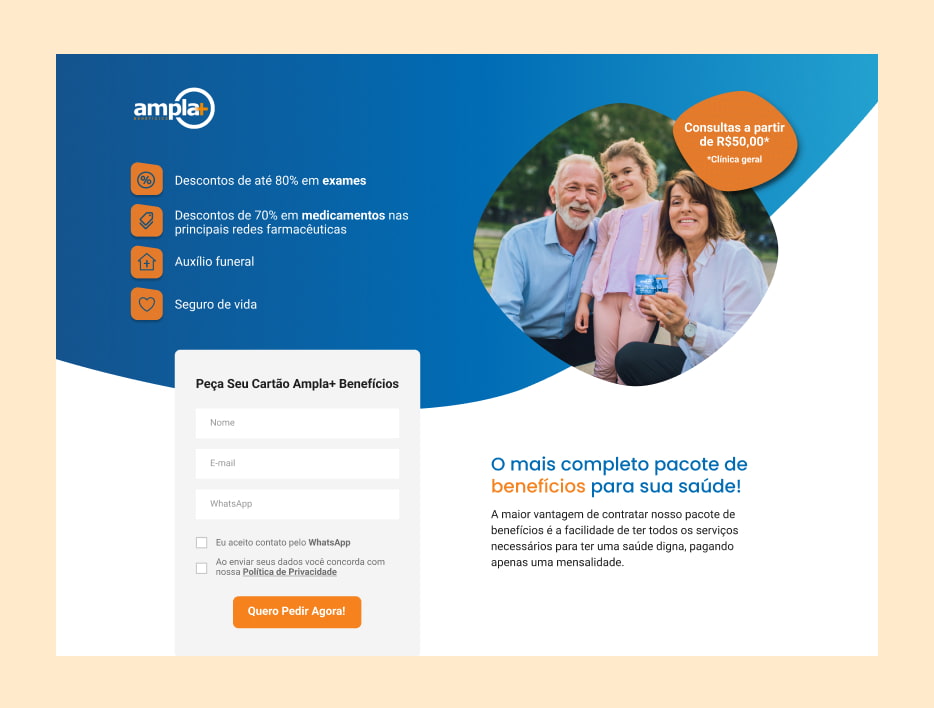 ampla+
BENEFÍCIOS
Descontos de até 80% em exames
Descontos de 70% em medicamentos nas
principais redes farmacêuticas
Auxílio funeral
Seguro de vida
Consultas a partir
de R$50,00*
*Clínica geral
ampla+
Peça Seu Cartão Ampla+ Benefícios
Nome
E-mail
WhatsApp
Eu aceito contato pelo WhatsApp
Ao enviar seus dados você concorda com
nossa Política de Privacidade
Quero Pedir Agora!
O mais completo pacote de
benefícios para sua saúde!
A maior vantagem de contratar nosso pacote de
benefícios é a facilidade de ter todos os serviços
necessários para ter uma saúde digna, pagando
apenas uma mensalidade.